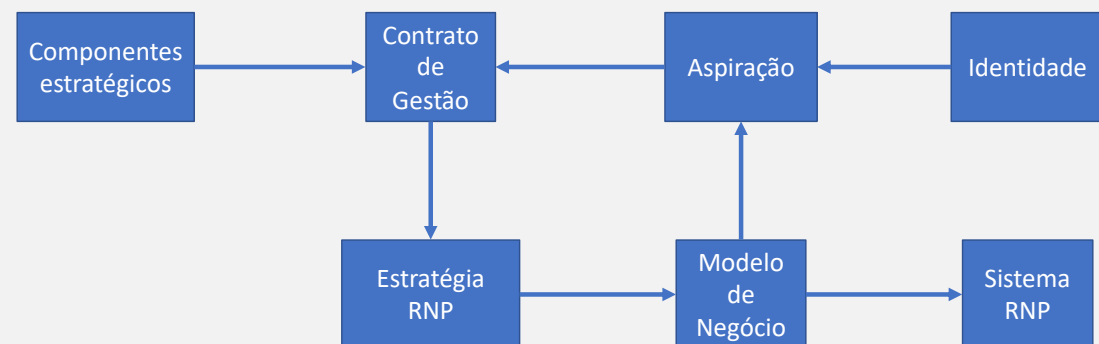 Componentes
estratégicos
Contrato
de
Gestão
Aspiração
Identidade
Estratégia
RNP
Modelo
de
Negócio
Sistema
RNP